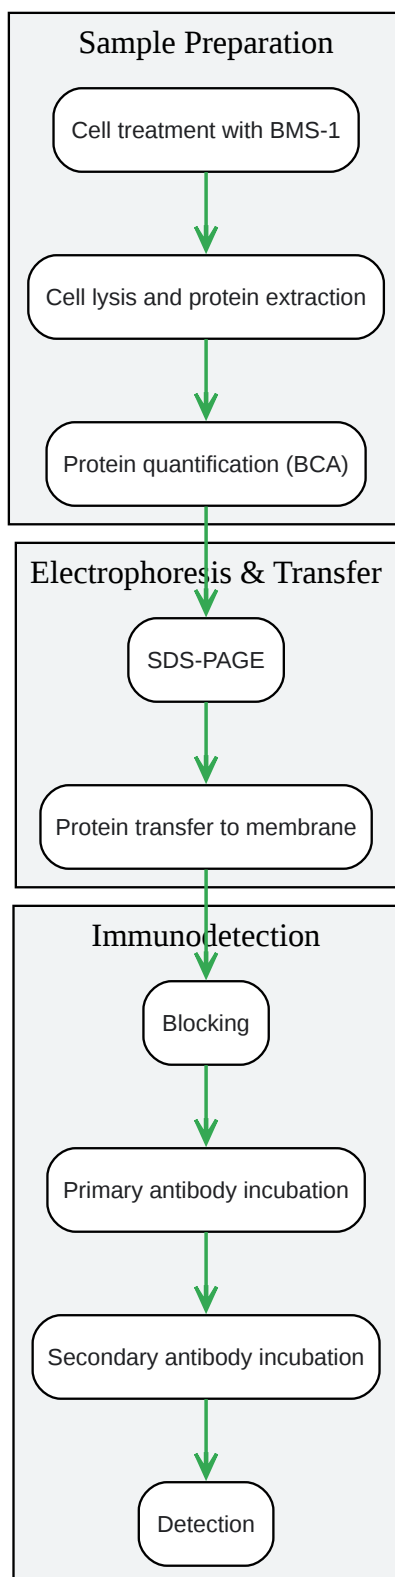 Sample Preparation
Cell treatment with BMS-1
Cell lysis and protein extraction
Protein quantification (BCA)
Electrophoresis & Transfer
SDS-PAGE
Protein transfer to membrane
Immunodetection
Blocking
Primary antibody incubation
Secondary antibody incubation
Detection